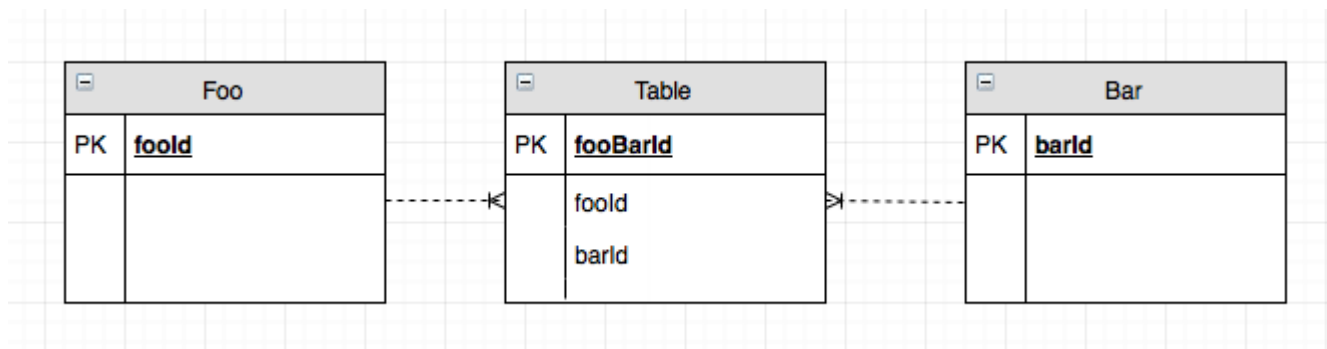 Foo
PK fooId
Table
PK fooBarId
fooId
barId
Bar
PK barId